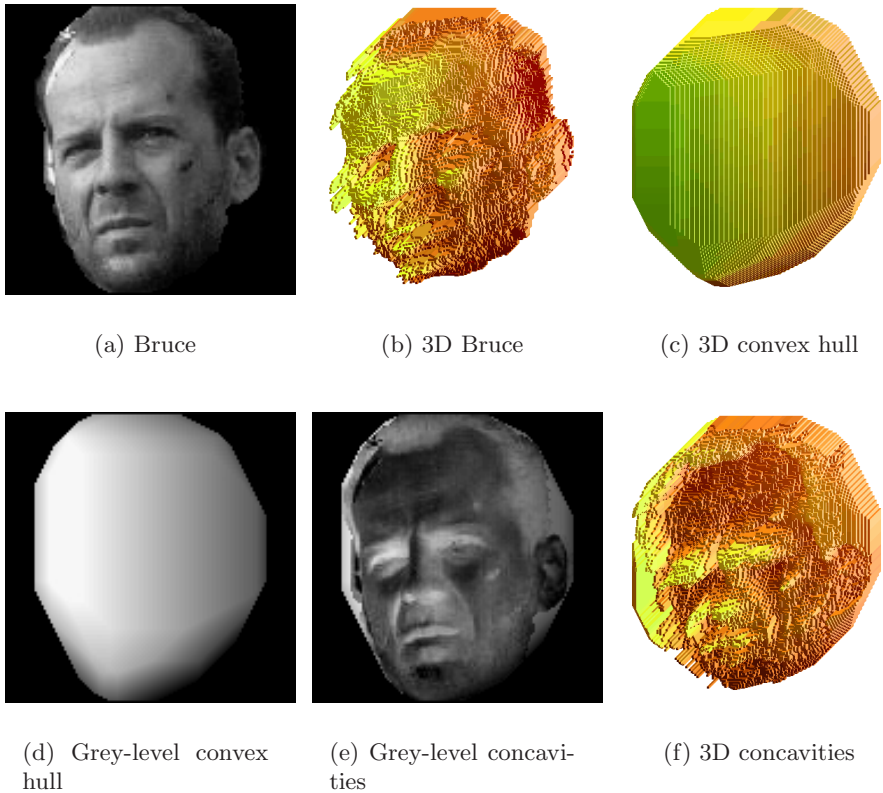 (a) Bruce
(b) 3D Bruce
(c) 3D convex hull
(d) Grey-level convex
hull
(e) Grey-level concavi-
ties
(f) 3D concavities